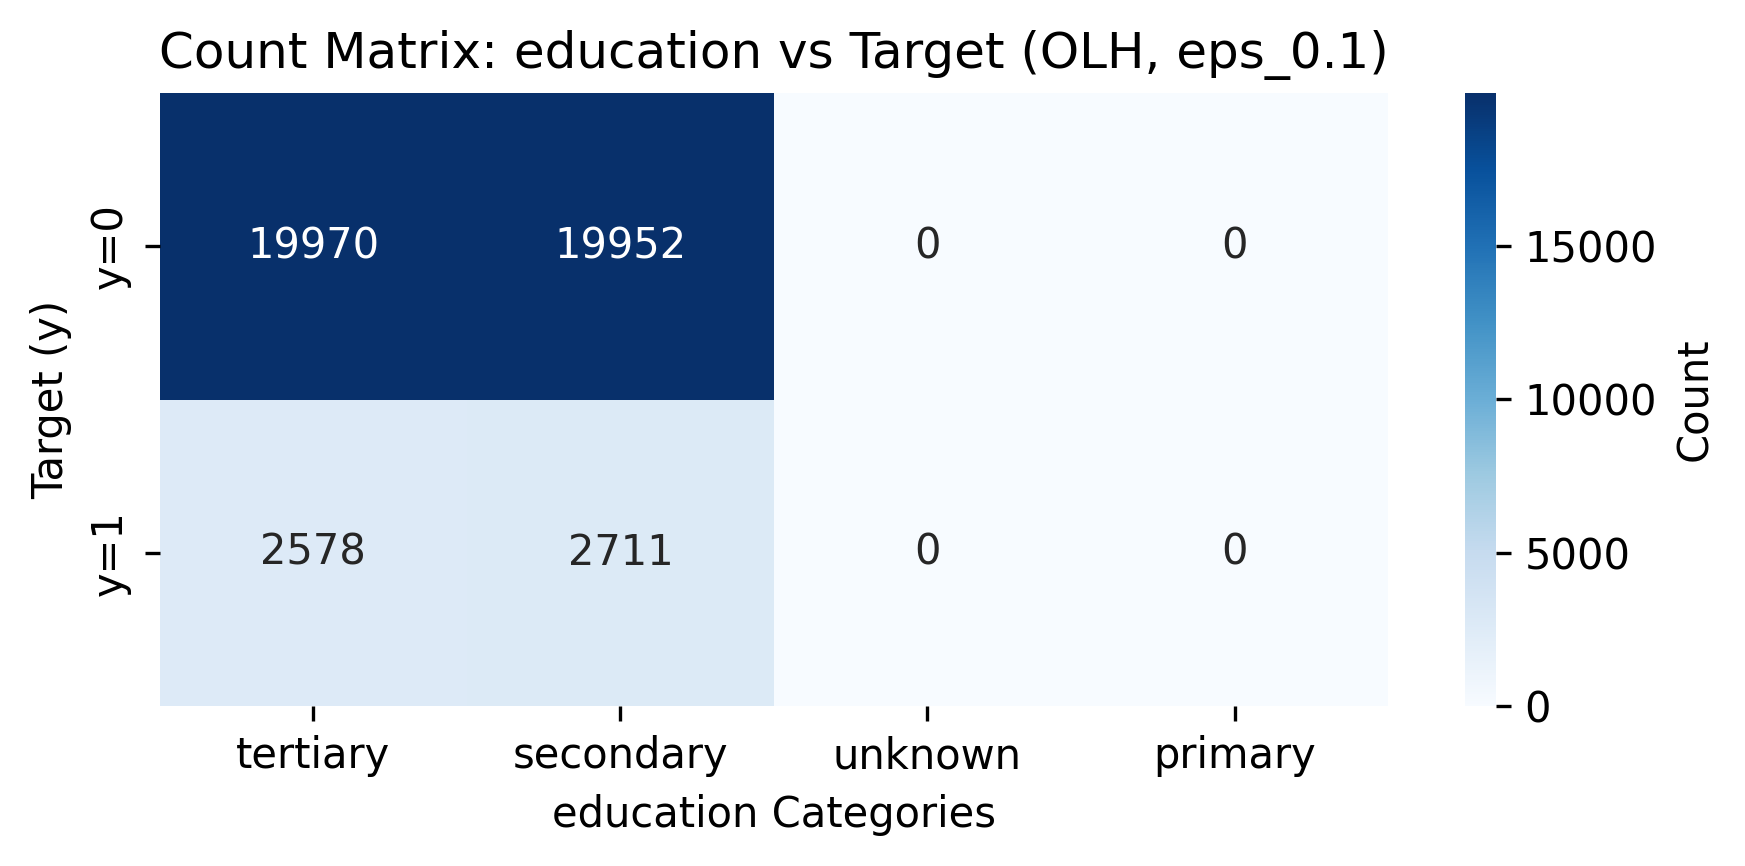 Count Matrix: education vs Target (OLH, eps_0.1)
Target (y)
y=0
19970 19952 0 0
y=1
2578 2711 0 0
tertiary secondary unknown primary
education Categories
15000
10000
5000
0
Count